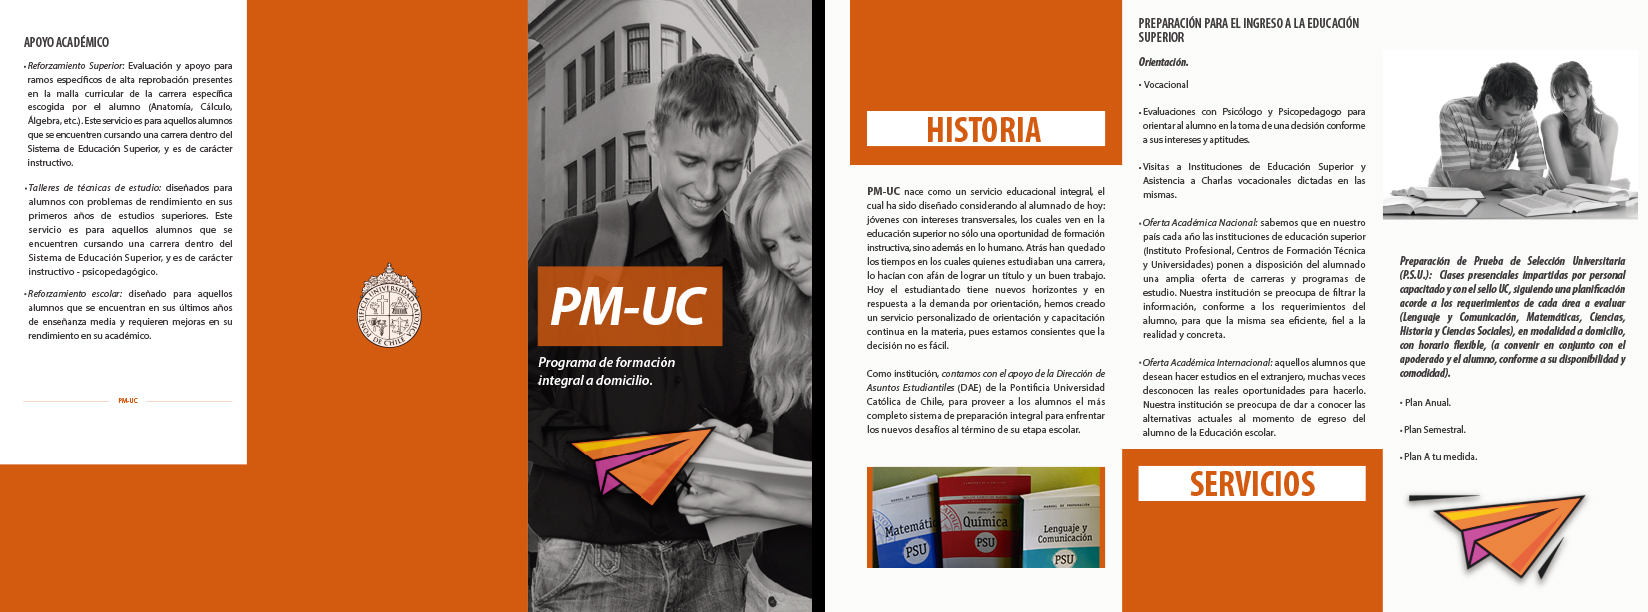 APOYO ACADÉMICO
• Reforzamiento Superior: Evaluación y apoyo para
ramos específicos de alta reprobación presentes
en la malla curricular de la carrera específica
escogida por el alumno (Anatomía, Cálculo,
Álgebra, etc.). Este servicio es para aquellos alumnos
que se encuentren cursando una carrera dentro del
Sistema de Educación Superior, y es de carácter
instructivo.
• Talleres de técnicas de estudio: diseñados para
alumnos con problemas de rendimiento en sus
primeros años de estudios superiores. Este
servicio es para aquellos alumnos que se
encuentren cursando una carrera dentro del
Sistema de Educación Superior, y es de carácter
instructivo - psicopedagógico.
• Reforzamiento escolar: diseñado para aquellos
alumnos que se encuentran en sus últimos años
de enseñanza media y requieren mejoras en su
rendimiento en su académico.
PM-UC
PONTIFICIA UNIVERSIDAD CATÓLICA
DE CHILE
PM-UC
Programa de formación
integral a domicilio.
HISTORIA
PM-UC nace como un servicio educacional integral, el
cual ha sido diseñado considerando al alumnado de hoy:
jóvenes con intereses transversales, los cuales ven en la
educación superior no sólo una oportunidad de formación
instructiva, sino además en lo humano. Atrás han quedado
los tiempos en los cuales quienes estudiaban una carrera,
lo hacían con afán de lograr un título y un buen trabajo.
Hoy el estudiantado tiene nuevos horizontes y en
respuesta a la demanda por orientación, hemos creado
un servicio personalizado de orientación y capacitación
continua en la materia, pues estamos consientes que la
decisión no es fácil.
Como institución, contamos con el apoyo de la Dirección de
Asuntos Estudiantiles (DAE) de la Pontificia Universidad
Católica de Chile, para proveer a los alumnos el más
completo sistema de preparación integral para enfrentar
los nuevos desafíos al término de su etapa escolar.
MANUAL DE PREPARACIÓN
Matemáti
PSU
Química
PSU
MANUAL DE PREPARACIÓN
Lenguaje y
Comunicación
PSU
PREPARACIÓN PARA EL INGRESO A LA EDUCACIÓN
SUPERIOR
Orientación.
• Vocacional
• Evaluaciones con Psicólogo y Psicopedagogo para
orientar al alumno en la toma de una decisión conforme
a sus intereses y aptitudes.
• Visitas a Instituciones de Educación Superior y
Asistencia a Charlas vocacionales dictadas en las
mismas.
• Oferta Académica Nacional: sabemos que en nuestro
país cada año las instituciones de educación superior
(Instituto Profesional, Centros de Formación Técnica
y Universidades) ponen a disposición del alumnado
una amplia oferta de carreras y programas de
estudio. Nuestra institución se preocupa de filtrar la
información, conforme a los requerimientos del
alumno, para que la misma sea eficiente, fiel a la
realidad y concreta.
• Oferta Académica Internacional: aquellos alumnos que
desean hacer estudios en el extranjero, muchas veces
desconocen las reales oportunidades para hacerlo.
Nuestra institución se preocupa de dar a conocer las
alternativas actuales al momento de egreso del
alumno de la Educación escolar.
SERVICIOS
Preparación de Prueba de Selección Universitaria
(P.S.U.): Clases presenciales impartidas por personal
capacitado y con el sello UC, siguiendo una planificación
acorde a los requerimientos de cada área a evaluar
(Lenguaje y Comunicación, Matemáticas, Ciencias,
Historia y Ciencias Sociales), en modalidad a domicilio,
con horario flexible, (a convenir en conjunto con el
apoderado y el alumno, conforme a su disponibilidad y
comodidad).
• Plan Anual.
• Plan Semestral.
• Plan A tu medida.